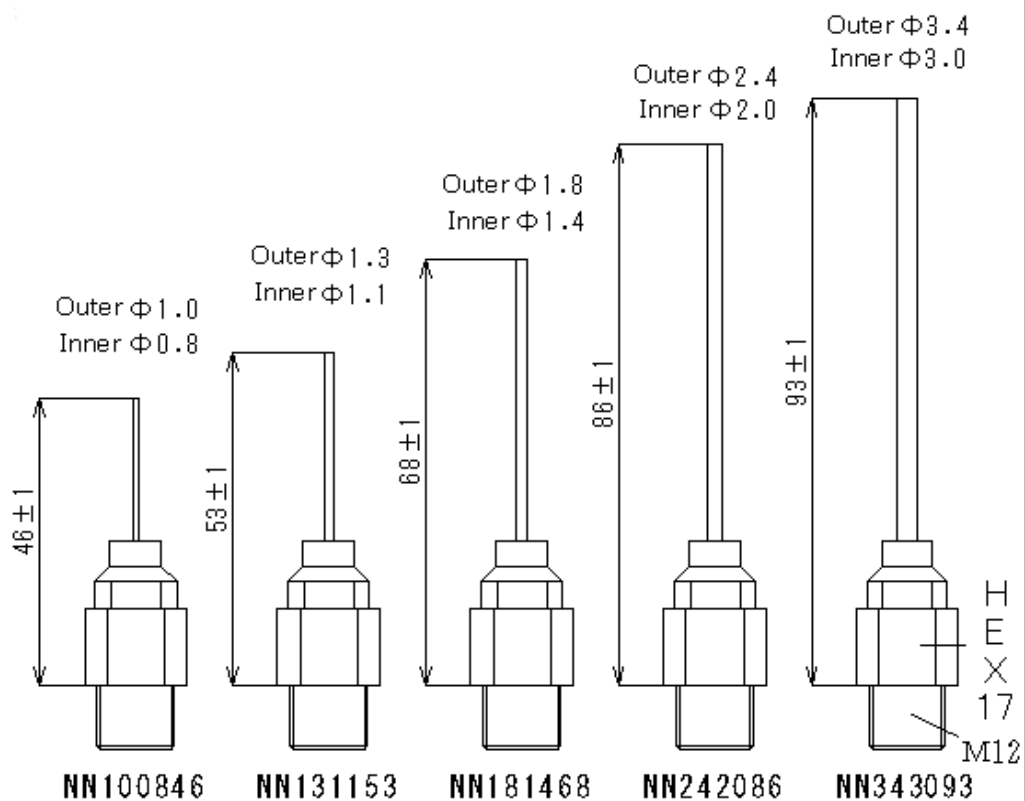 Outer Φ3.4
Inner Φ3.0
Outer Φ2.4
Inner Φ2.0
Outer Φ1.8
Inner Φ1.4
Outer Φ1.3
Inner Φ1.1
Outer Φ1.0
Inner Φ0.8
46±1
53±1
68±1
86±1
93±1
HEX17
M12
NN100846
NN131153
NN181468
NN242086
NN343093